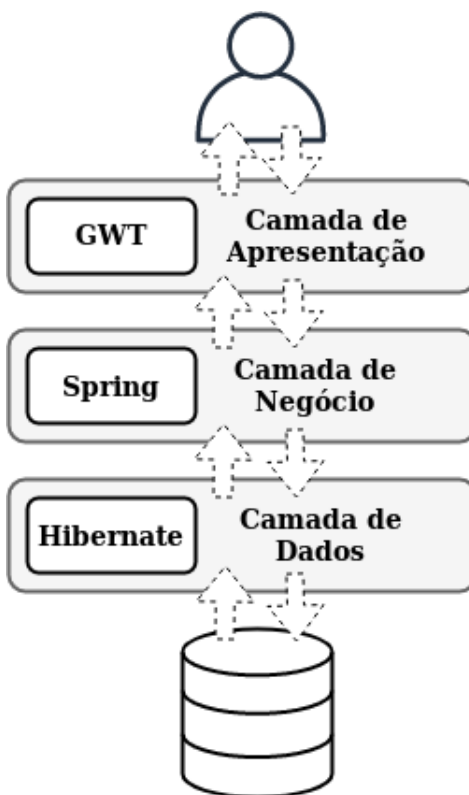 GWT
Camada de
Apresentação
Spring
Camada de
Negócio
Hibernate
Camada de
Dados